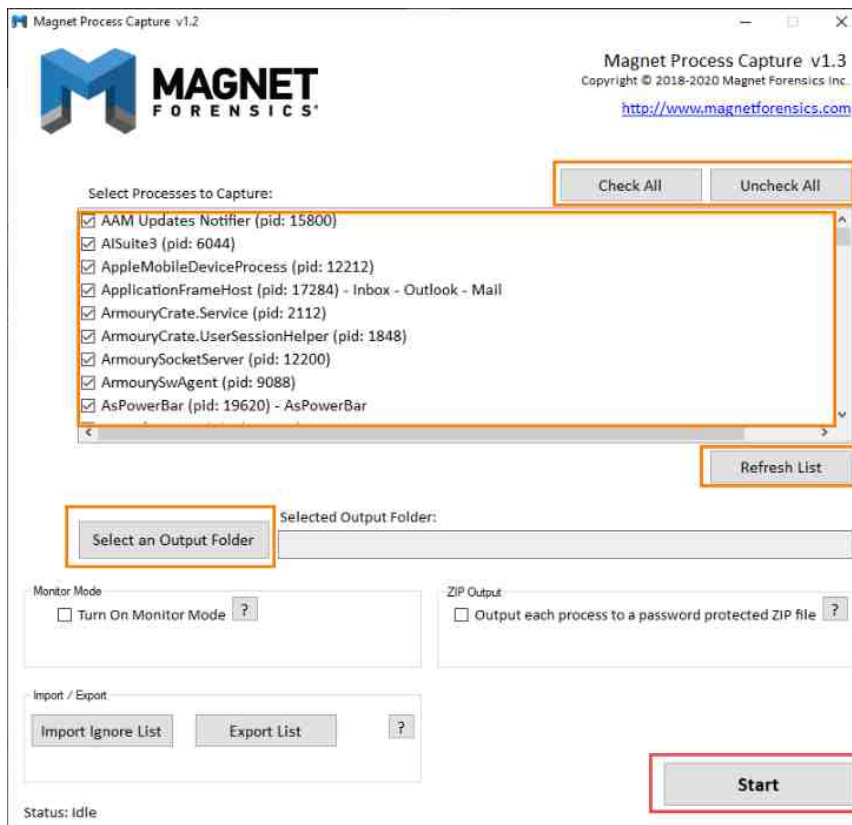 Magnet Process Capture v1.2
MAGNET
FORENSICS®
Magnet Process Capture v1.3
Copyright © 2018-2020 Magnet Forensics Inc.
http://www.magnetforensics.com
Select Processes to Capture:
Check All
Uncheck All
AAM Updates Notifier (pid: 15800)
AISuite3 (pid: 6044)
AppleMobileDeviceProcess (pid: 12212)
ApplicationFrameHost (pid: 17284) - Inbox - Outlook - Mail
ArmouryCrate.Service (pid: 2112)
ArmouryCrate.UserSessionHelper (pid: 1848)
ArmourySocketServer (pid: 12200)
ArmourySwAgent (pid: 9088)
AsPowerBar (pid: 19620) - AsPowerBar
Refresh List
Select an Output Folder
Selected Output Folder:
Monitor Mode
Turn On Monitor Mode ?
ZIP Output
Output each process to a password protected ZIP file ?
Import / Export
Import Ignore List
Export List
?
Start
Status: Idle